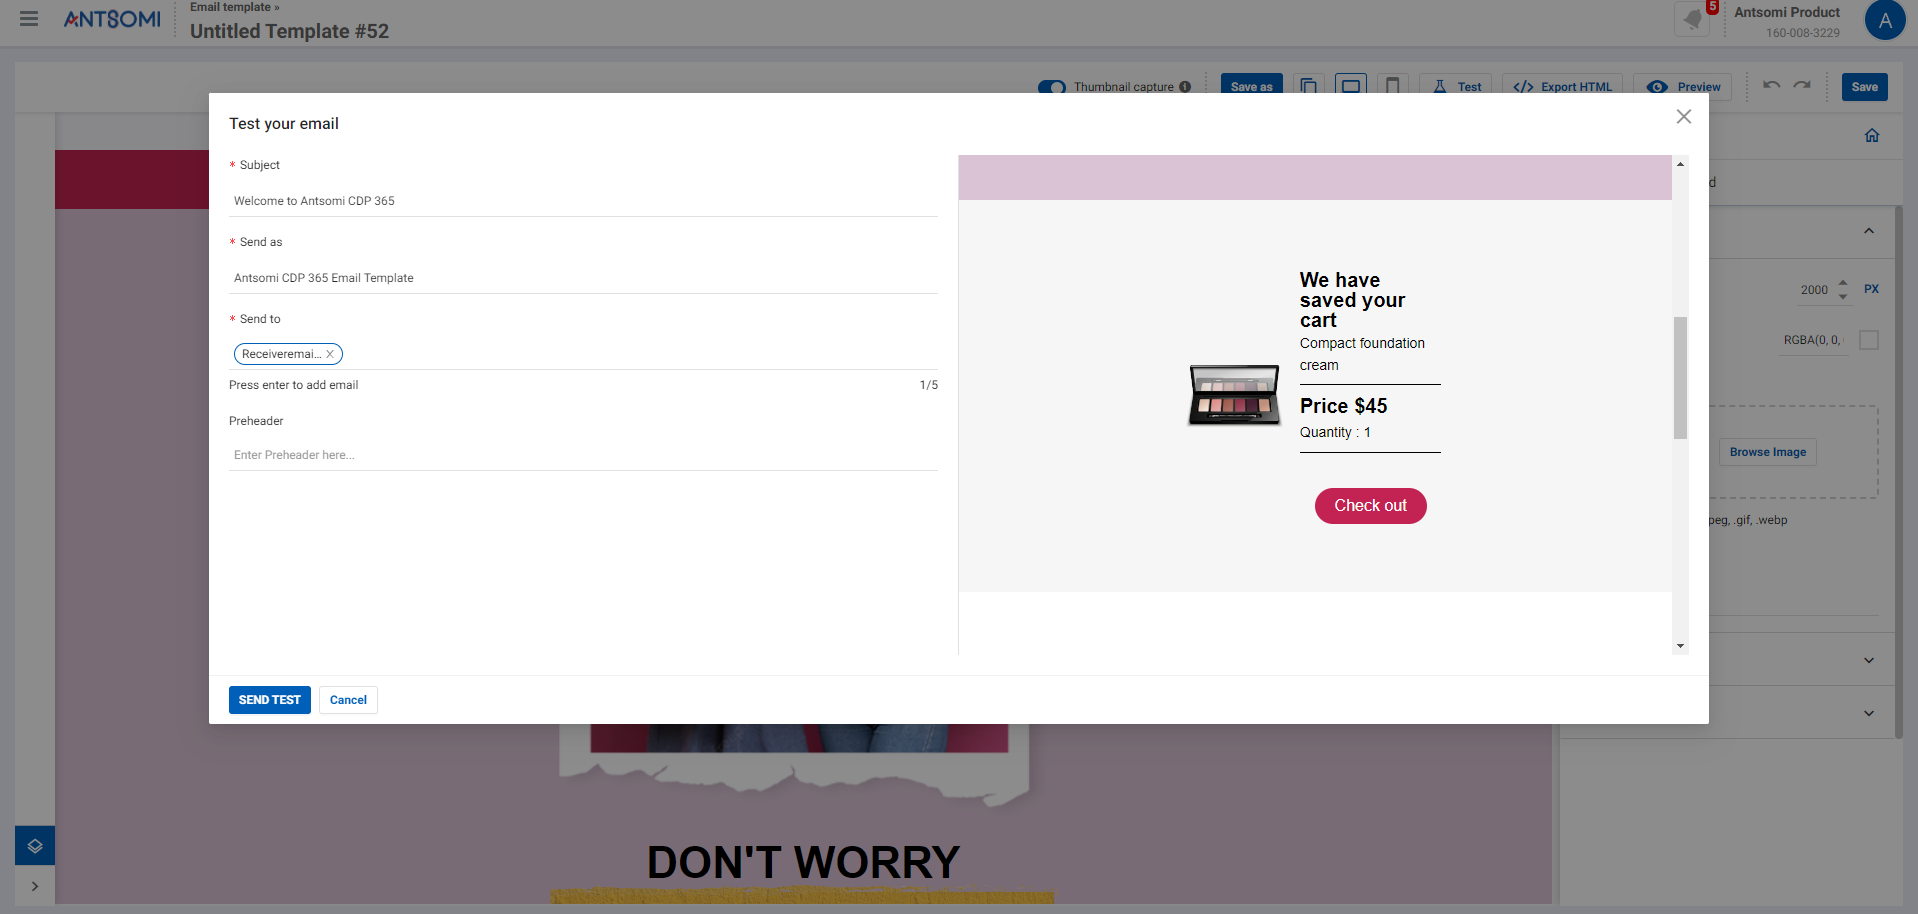 ANTSOMI
Email template »
Untitled Template #52
5
Antsomi Product
160-008-3229
A
Thumbnail capture
Save as
Test
Export HTML
Preview
Save
Test your email
* Subject
Welcome to Antsomi CDP 365
* Send as
Antsomi CDP 365 Email Template
* Send to
Receiveremai...
Press enter to add email
1/5
Preheader
Enter Preheader here...
We have
saved your
cart
Compact foundation
cream
Price $45
Quantity : 1
Check out
SEND TEST
Cancel
d
2000
PX
RGBA(0, 0,
Browse Image
peg, .gif, .webp
DON'T WORRY